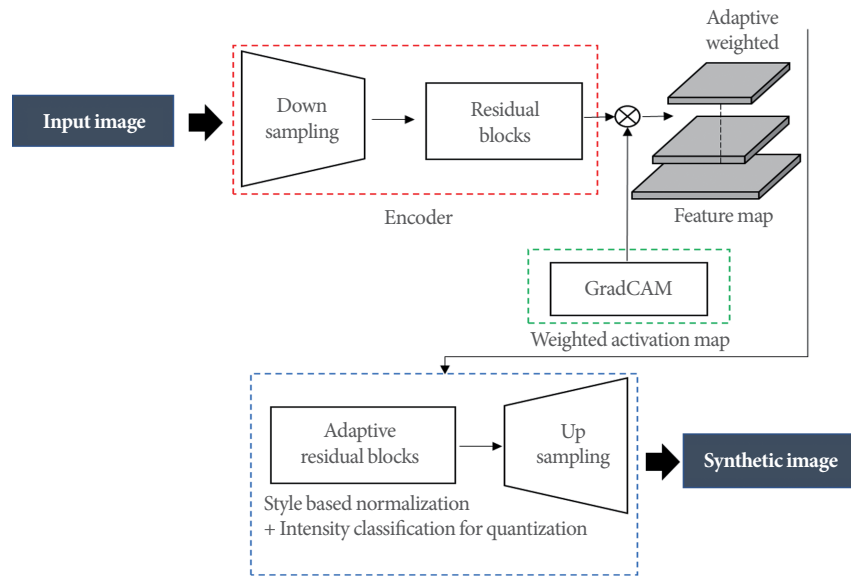 Adaptive
weighted
Input image
Down
sampling
Residual
blocks
Encoder
Feature map
GradCAM
Weighted activation map
Adaptive
residual blocks
Up
sampling
Synthetic image
Style based normalization
+ Intensity classification for quantization